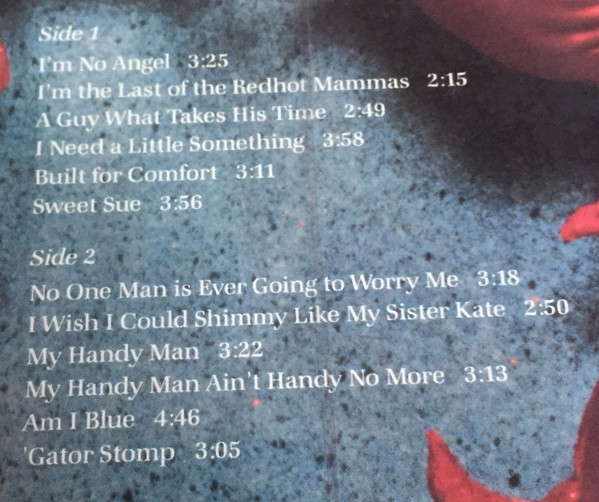 Side 1
I'm No Angel 3:25
I'm the Last of the Redhot Mammas 2:15
A Guy What Takes His Time 2:49
I Need a Little Something 3:58
Built for Comfort 3:11
Sweet Sue 3:56
Side 2
No One Man is Ever Going to Worry Me 3:18
I Wish I Could Shimmy Like My Sister Kate 2:50
My Handy Man 3:22
My Handy Man Ain't Handy No More 3:13
Am I Blue 4:46
'Gator Stomp 3:05